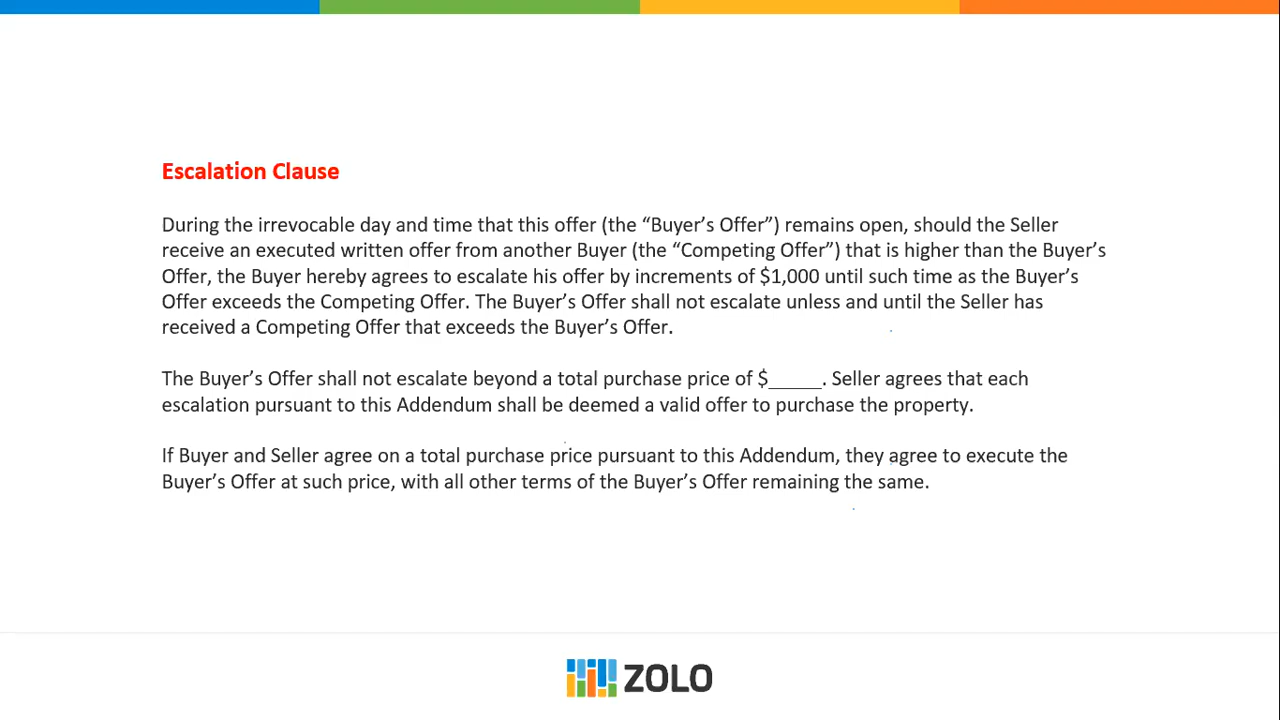 Escalation Clause
During the irrevocable day and time that this offer (the “Buyer’s Offer”) remains open, should the Seller
receive an executed written offer from another Buyer (the “Competing Offer”) that is higher than the Buyer’s
Offer, the Buyer hereby agrees to escalate his offer by increments of $1,000 until such time as the Buyer’s
Offer exceeds the Competing Offer. The Buyer’s Offer shall not escalate unless and until the Seller has
received a Competing Offer that exceeds the Buyer’s Offer.
The Buyer’s Offer shall not escalate beyond a total purchase price of $_____. Seller agrees that each
escalation pursuant to this Addendum shall be deemed a valid offer to purchase the property.
If Buyer and Seller agree on a total purchase price pursuant to this Addendum, they agree to execute the
Buyer’s Offer at such price, with all other terms of the Buyer’s Offer remaining the same.
ZOLO